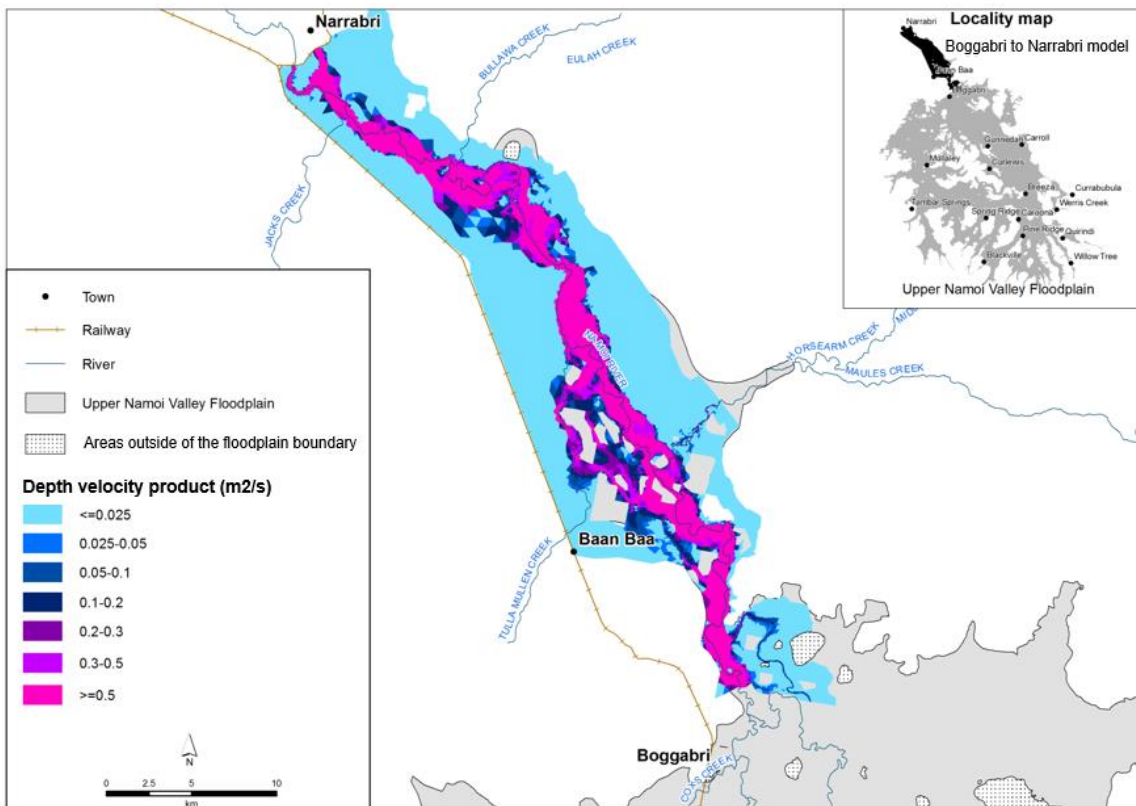 Narrabri
BULLAWA CREEK
EULAH CREEK
JACKS CREEK
NAMOI RIVER
HORSEARM CREEK
MAULES CREEK
Baan Baa
TULLA MULLEN CREEK
Boggabri
COXS CREEK
Locality map
Boggabri to Narrabri model
Narrabri
Baan Baa
Boggabri
Gunnedah
Carroll
Curlewis
Mullaley
Breeza
Currabubula
Tambar Springs
Werris Creek
Spring Ridge
Caroona
Pine Ridge
Quirindi
Blackville
Willow Tree
Upper Namoi Valley Floodplain
Town
Railway
River
Upper Namoi Valley Floodplain
Areas outside of the floodplain boundary
Depth velocity product (m2/s)
<=0.025
0.025-0.05
0.05-0.1
0.1-0.2
0.2-0.3
0.3-0.5
>=0.5
N
0 2.5 5 10
km